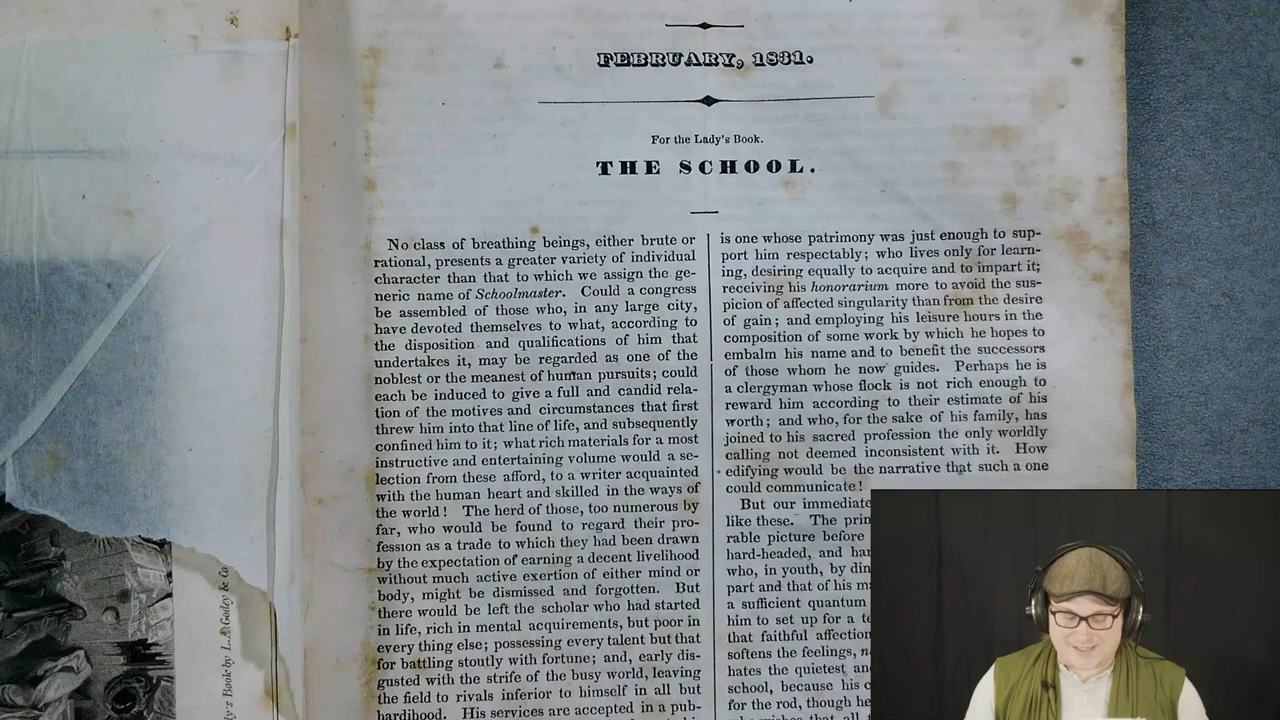 FEBRUARY, 1831.
For the Lady's Book.
THE SCHOOL.
No class of breathing beings, either brute or
rational, presents a greater variety of individual
character than that to which we assign the ge-
neric name of Schoolmaster. Could a congress
be assembled of those who, in any large city,
have devoted themselves to what, according to
the disposition and qualifications of him that
undertakes it, may be regarded as one of the
noblest or the meanest of human pursuits; could
each be induced to give a full and candid rela-
tion of the motives and circumstances that first
threw him into that line of life, and subsequently
confined him to it; what rich materials for a most
instructive and entertaining volume would a se-
lection from these afford, to a writer acquainted
with the human heart and skilled in the ways of
the world! The herd of those, too numerous by
far, who would be found to regard their pro-
fession as a trade to which they had been drawn
by the expectation of earning a decent livelihood
without much active exertion of either mind or
body, might be dismissed and forgotten. But
there would be left the scholar who had started
in life, rich in mental acquirements, but poor in
every thing else; possessing every talent but that
for battling stoutly with fortune; and, early dis-
gusted with the strife of the busy world, leaving
the field to rivals inferior to himself in all but
hardihood. His services are accepted in a pub-
is one whose patrimony was just enough to sup-
port him respectably; who lives only for learn-
ing, desiring equally to acquire and to impart it;
receiving his honorarium more to avoid the sus-
picion of affected singularity than from the desire
of gain; and employing his leisure hours in the
composition of some work by which he hopes to
embalm his name and to benefit the successors
of those whom he now guides. Perhaps he is
a clergyman whose flock is not rich enough to
reward him according to their estimate of his
worth; and who, for the sake of his family, has
joined to his sacred profession the only worldly
calling not deemed inconsistent with it. How
edifying would be the narrative that such a one
could communicate!
But our immediate
like these. The prin
rable picture before
hard-headed, and har
who, in youth, by din
part and that of his m
a sufficient quantum
him to set up for a te
that faithful affection
softens the feelings, n
hates the quietest an
school, because his c
for the rod, though he
dy's Book by L. A. Godey & Co